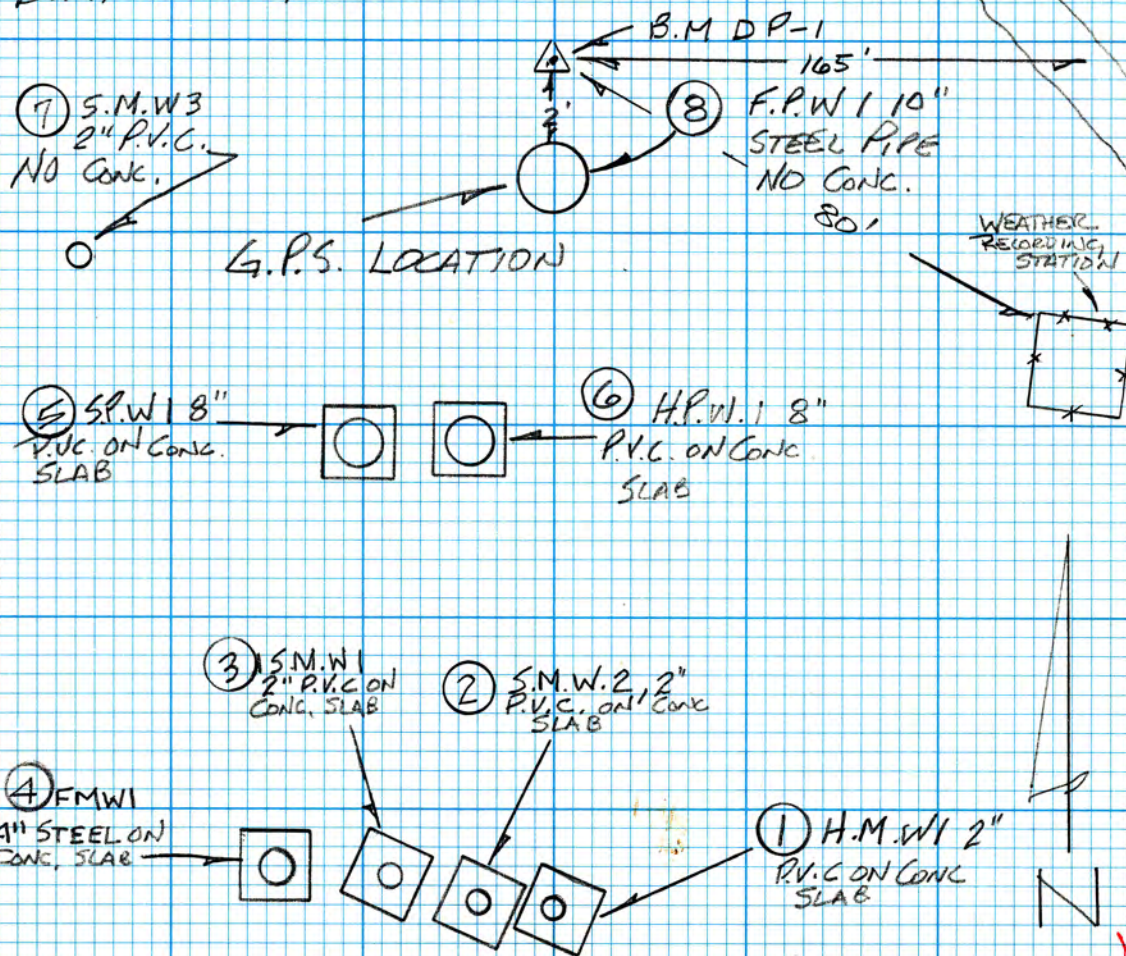 B.M DP-1
165'
2'
7 S.M.W3
2" P.V.C.
NO CONC.
8 F.P.W 1 10"
STEEL PIPE
NO CONC.
80'
WEATHER
RECORDING
STATION
G.P.S. LOCATION
5 S.P.W 1 8"
P.VC. ON CONC.
SLAB
6 H.P.W. 1 8"
P.V.C. ON CONC
SLAB
3 S.M.W 1
2" P.V.C ON
CONC. SLAB
2 S.M.W.2, 2"
P.V.C. ON CONC
SLAB
4 FMW1
4" STEEL ON
CONC. SLAB
1 H.M.W1 2"
P.V.C ON CONC
SLAB
N